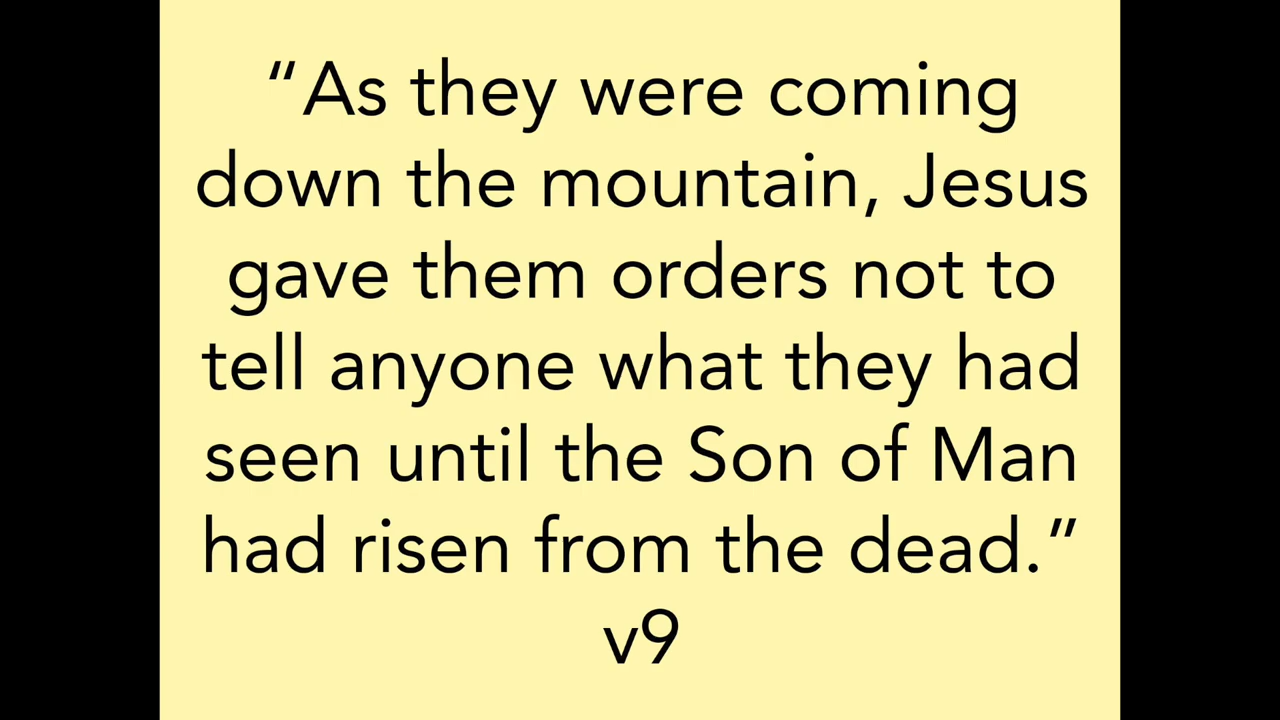 “As they were coming
down the mountain, Jesus
gave them orders not to
tell anyone what they had
seen until the Son of Man
had risen from the dead.”
v9